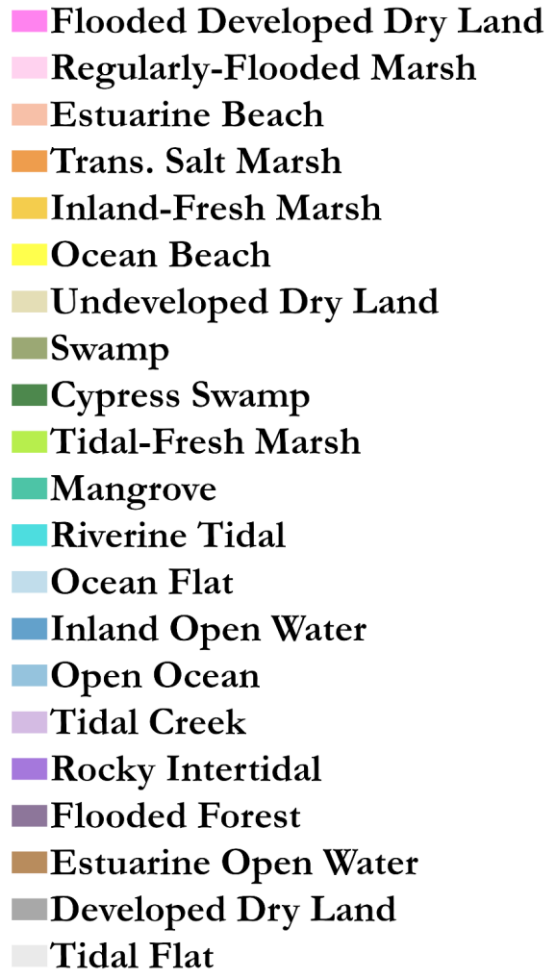 Flooded Developed Dry Land
Regularly-Flooded Marsh
Estuarine Beach
Trans. Salt Marsh
Inland-Fresh Marsh
Ocean Beach
Undeveloped Dry Land
Swamp
Cypress Swamp
Tidal-Fresh Marsh
Mangrove
Riverine Tidal
Ocean Flat
Inland Open Water
Open Ocean
Tidal Creek
Rocky Intertidal
Flooded Forest
Estuarine Open Water
Developed Dry Land
Tidal Flat